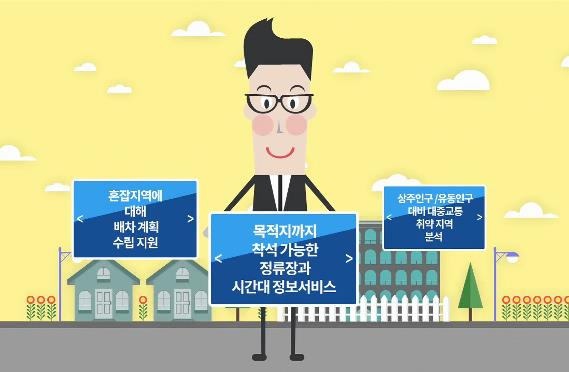 혼잡지역에
대해
배차 계획
수립 지원
목적지까지
착석 가능한
정류장과
시간대 정보서비스
상주인구/유동인구
대비 대중교통
취약 지역
분석